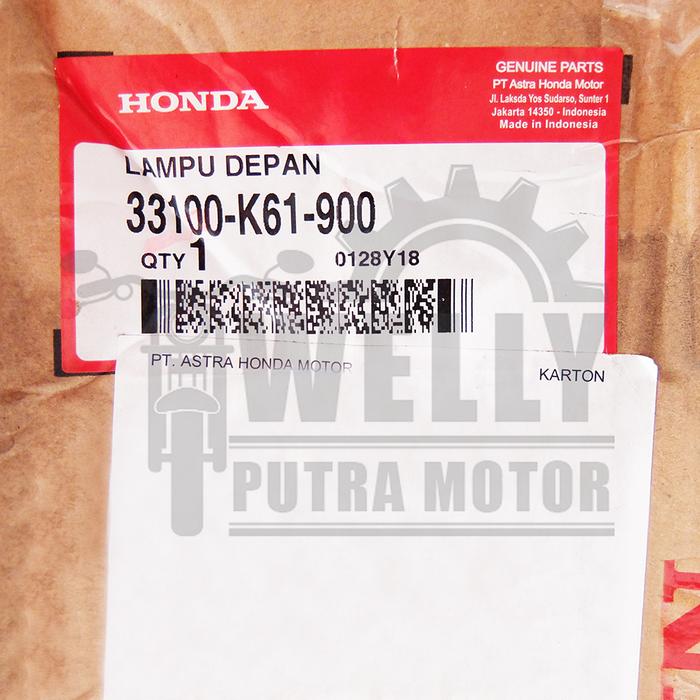 HONDA
GENUINE PARTS
PT Astra Honda Motor
Jl. Laksda Yos Sudarso, Sunter 1
Jakarta 14350 - Indonesia
Made in Indonesia
LAMPU DEPAN
33100-K61-900
QTY 1 0128Y18
PT. ASTRA HONDA MOTOR
KARTON
WELLY
PUTRA MOTOR